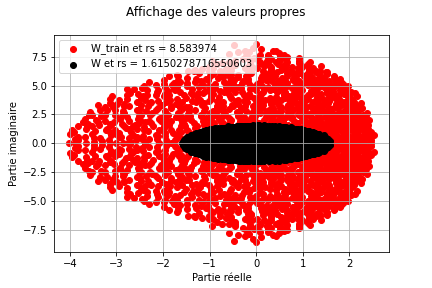 Affichage des valeurs propres
W_train et rs = 8.583974
W et rs = 1.6150278716550603
7.5
5.0
2.5
0.0
−2.5
−5.0
−7.5
Partie imaginaire
−4
−3
−2
−1
0
1
2
Partie réelle